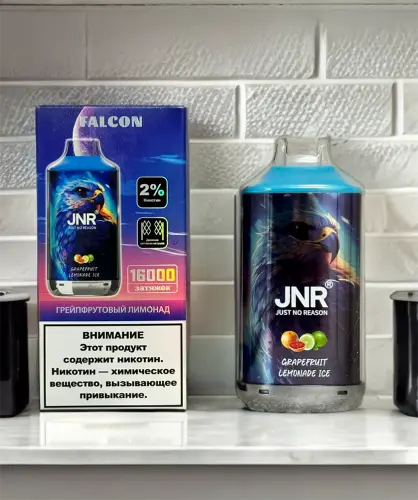 FALCON
2%
Никотин
JNR
JUST NO REASON
GRAPEFRUIT
LEMONADE ICE
16000
затяжек
ГРЕЙПФРУТОВЫЙ ЛИМОНАД
ВНИМАНИЕ
Этот продукт
содержит никотин.
Никотин — химическое
вещество, вызывающее
привыкание.
JNR®
JUST NO REASON
GRAPEFRUIT
LEMONADE ICE